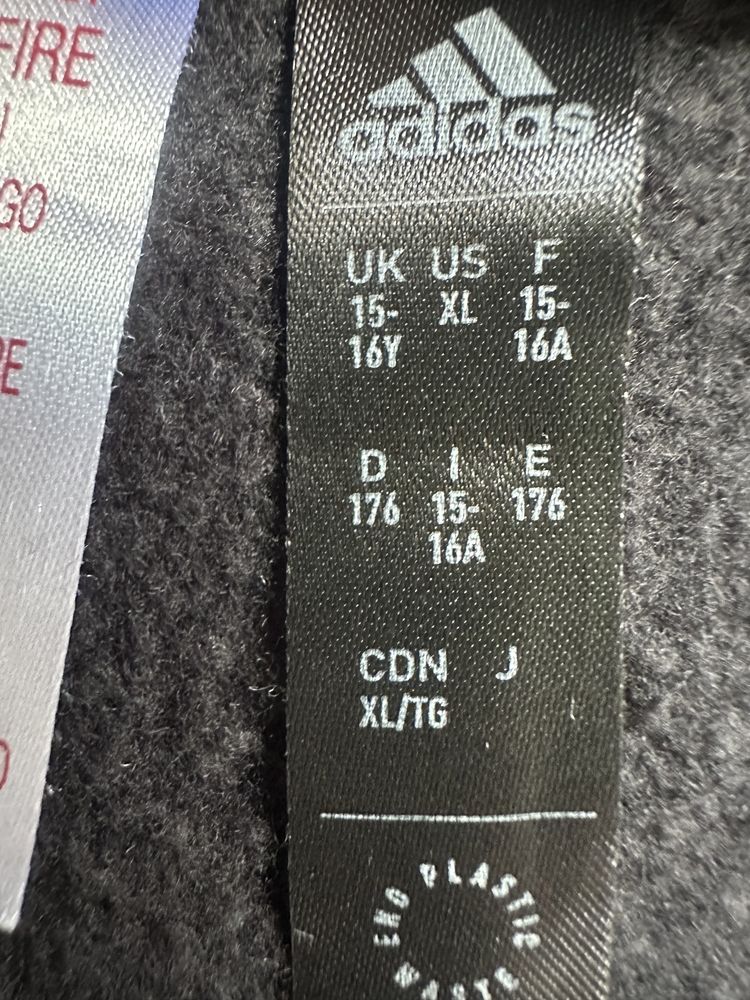 FIRE
GO
RE
adidas
UK US F
15-16Y XL 15-16A
D I E
176 15-16A 176
CDN J
XL/TG
END PLASTIC WASTE